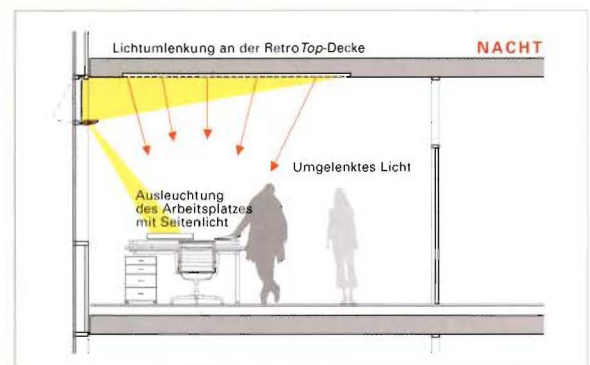 Lichtumlenkung an der RetroTop-Decke
NACHT
Umgelenktes Licht
Ausleuchtung
des Arbeitsplatzes
mit Seitenlicht